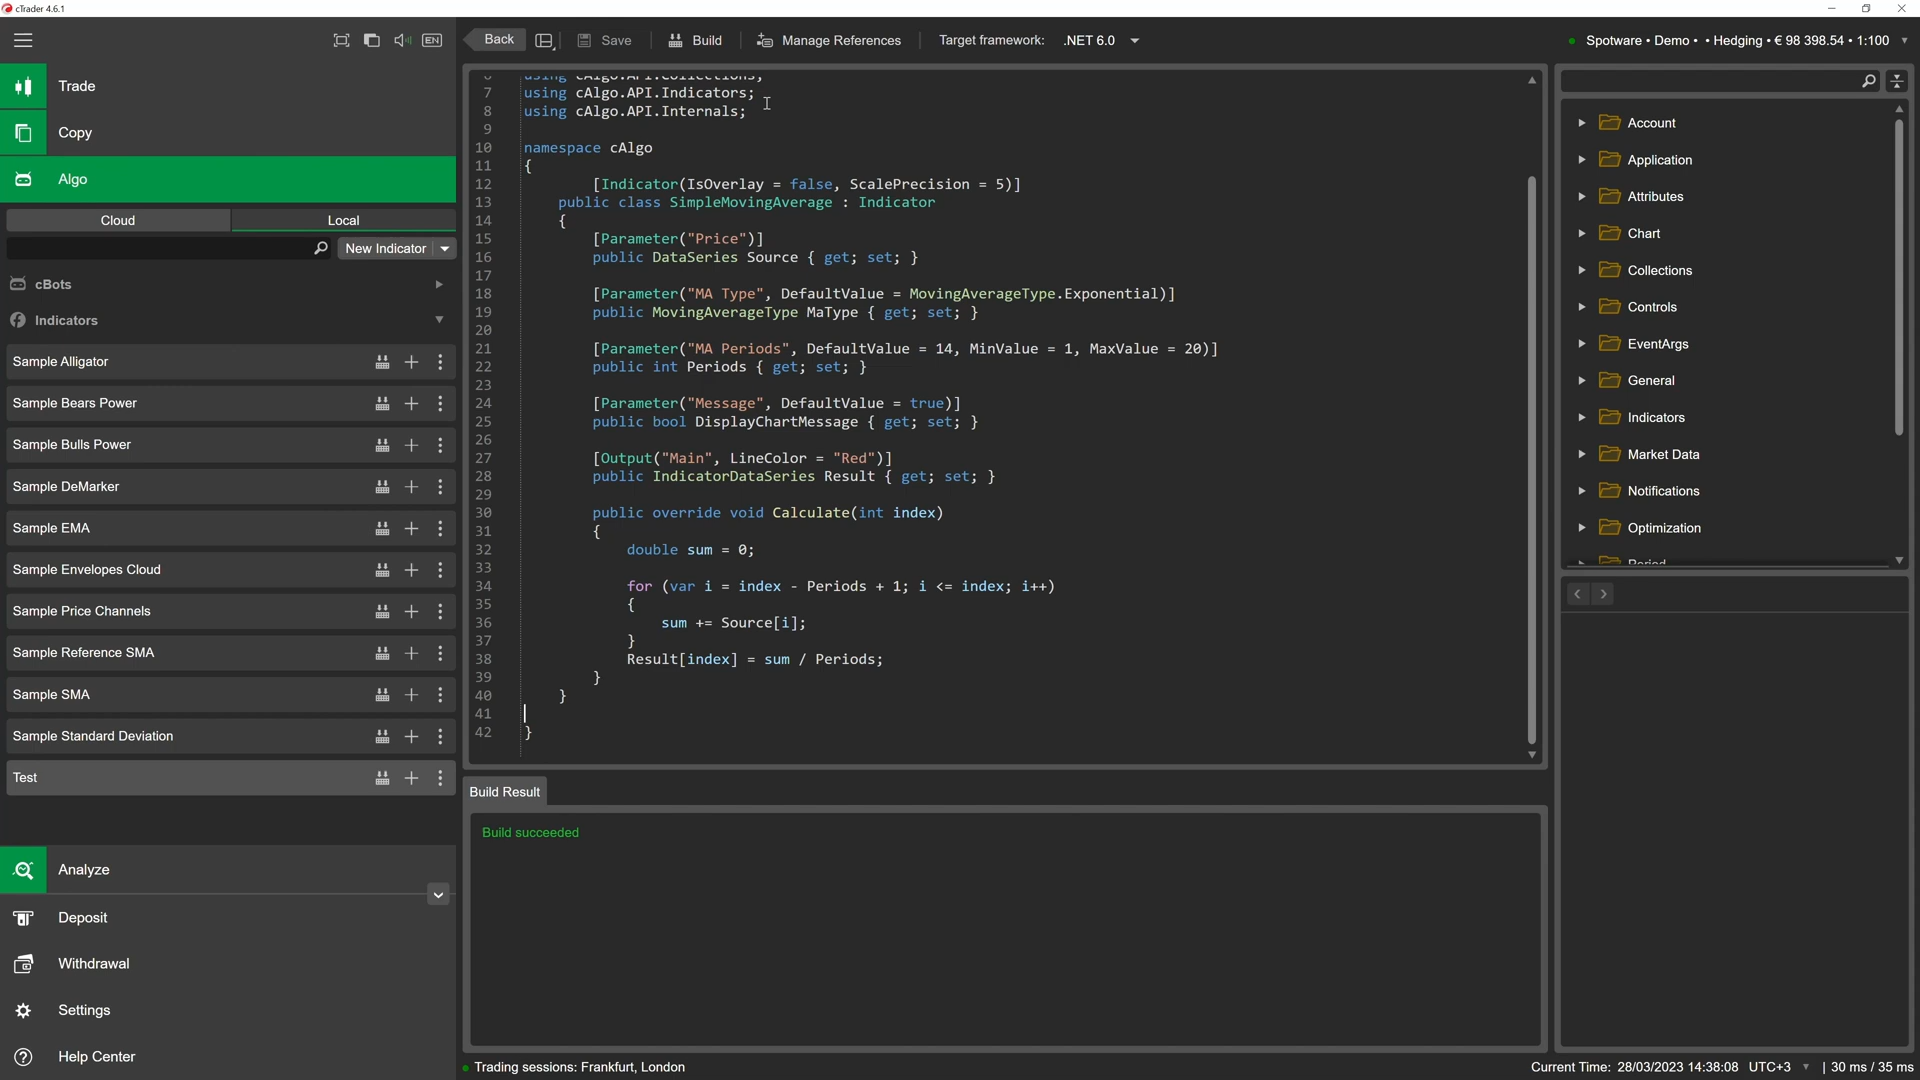 cTrader 4.6.1
EN
Back
Save
Build
Manage References
Target framework:
.NET 6.0
Spotware • Demo • • Hedging • € 98 398.54 • 1:100
Trade
Copy
Algo
Cloud
Local
New Indicator
cBots
Indicators
Sample Alligator
Sample Bears Power
Sample Bulls Power
Sample DeMarker
Sample EMA
Sample Envelopes Cloud
Sample Price Channels
Sample Reference SMA
Sample SMA
Sample Standard Deviation
Test
Analyze
Deposit
Withdrawal
Settings
Help Center
6 using cAlgo.API.Collections;
7 using cAlgo.API.Indicators;
8 using cAlgo.API.Internals;
9
10 namespace cAlgo
11 {
12 [Indicator(IsOverlay = false, ScalePrecision = 5)]
13 public class SimpleMovingAverage : Indicator
14 {
15 [Parameter("Price")]
16 public DataSeries Source { get; set; }
17
18 [Parameter("MA Type", DefaultValue = MovingAverageType.Exponential)]
19 public MovingAverageType MaType { get; set; }
20
21 [Parameter("MA Periods", DefaultValue = 14, MinValue = 1, MaxValue = 20)]
22 public int Periods { get; set; }
23
24 [Parameter("Message", DefaultValue = true)]
25 public bool DisplayChartMessage { get; set; }
26
27 [Output("Main", LineColor = "Red")]
28 public IndicatorDataSeries Result { get; set; }
29
30 public override void Calculate(int index)
31 {
32 double sum = 0;
33
34 for (var i = index - Periods + 1; i <= index; i++)
35 {
36 sum += Source[i];
37 }
38 Result[index] = sum / Periods;
39 }
40 }
41
42 }
Build Result
Build succeeded
Account
Application
Attributes
Chart
Collections
Controls
EventArgs
General
Indicators
Market Data
Notifications
Optimization
Period
Trading sessions: Frankfurt, London
Current Time: 28/03/2023 14:38:08 UTC+3 | 30 ms / 35 ms